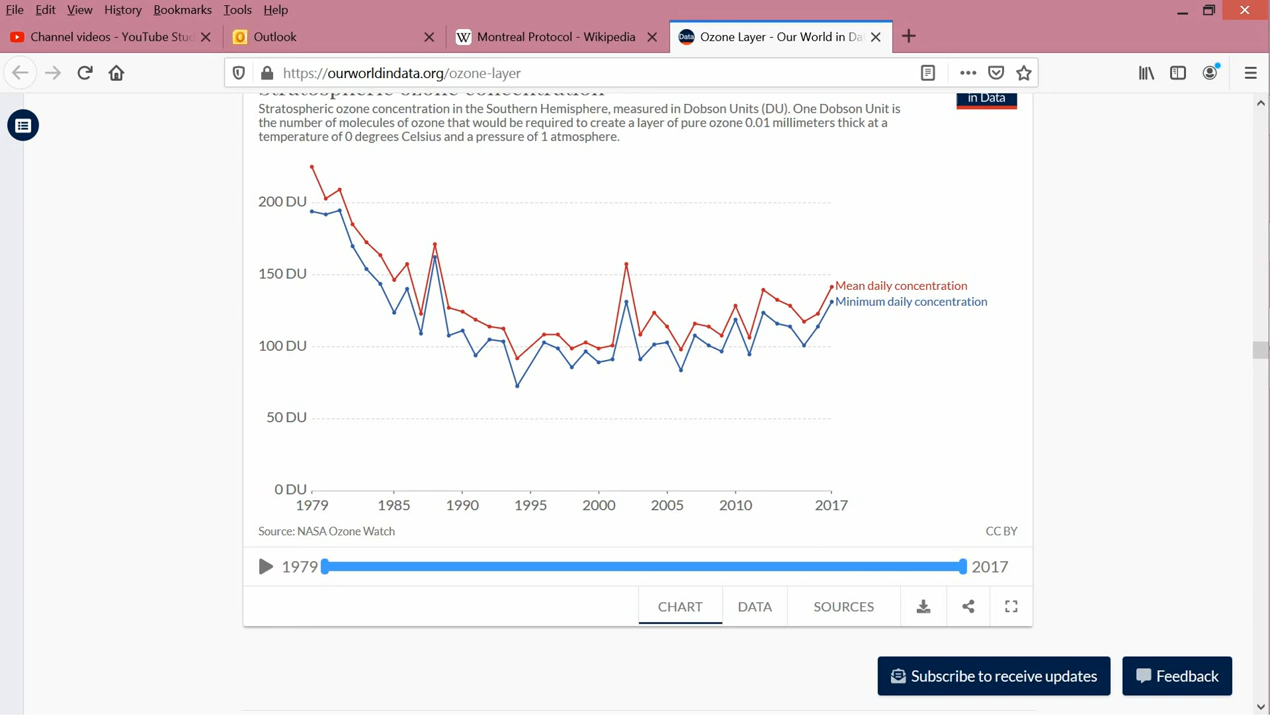 File Edit View History Bookmarks Tools Help
Channel videos - YouTube Stud
Outlook
Montreal Protocol - Wikipedia
Data Ozone Layer - Our World in Da
https://ourworldindata.org/ozone-layer
Stratospheric ozone concentration
in Data
Stratospheric ozone concentration in the Southern Hemisphere, measured in Dobson Units (DU). One Dobson Unit is
the number of molecules of ozone that would be required to create a layer of pure ozone 0.01 millimeters thick at a
temperature of 0 degrees Celsius and a pressure of 1 atmosphere.
200 DU
150 DU
Mean daily concentration
Minimum daily concentration
100 DU
50 DU
0 DU
1979 1985 1990 1995 2000 2005 2010 2017
Source: NASA Ozone Watch
CC BY
1979
2017
CHART DATA SOURCES
Subscribe to receive updates
Feedback